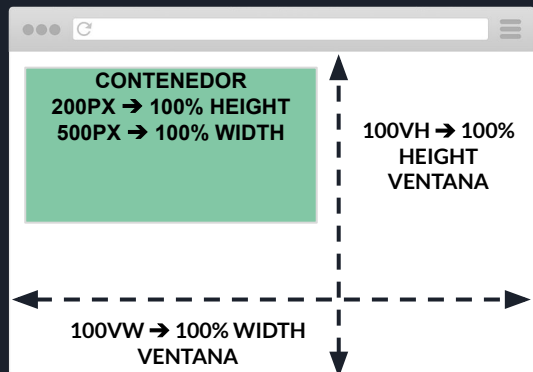 CONTENEDOR
200PX ➔ 100% HEIGHT
500PX ➔ 100% WIDTH
100VH ➔ 100%
HEIGHT
VENTANA
100VW ➔ 100% WIDTH
VENTANA